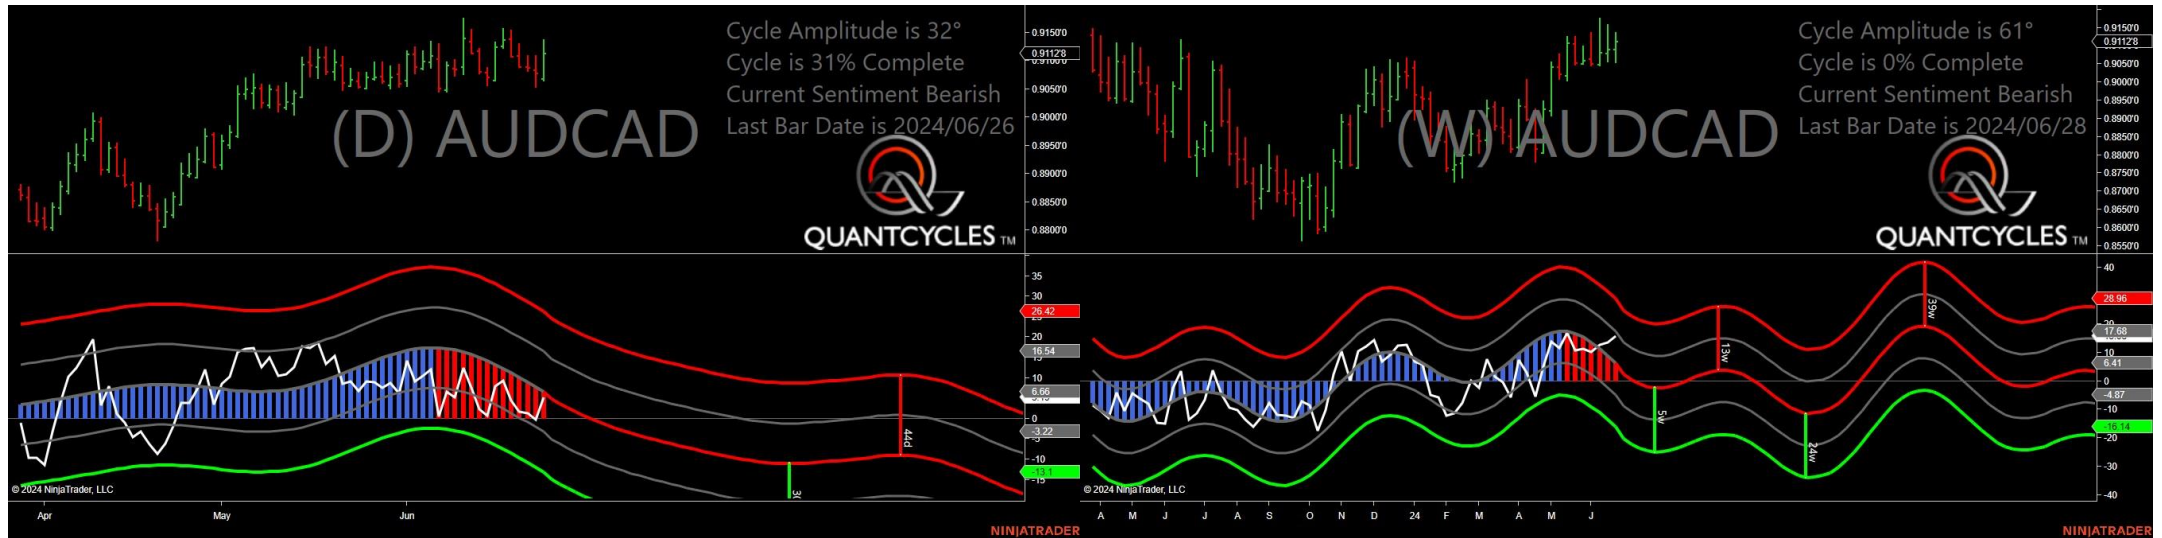 Cycle Amplitude is 32°
Cycle is 31% Complete
Current Sentiment Bearish
Last Bar Date is 2024/06/26
(D) AUDCAD
QUANTCYCLES TM
0.9150'0
0.9112'8
0.9100'0
0.9050'0
0.9000'0
0.8950'0
0.8900'0
0.8850'0
0.8800'0
35
30
26.42
20
16.54
10
6.66
0
-3.22
-10
-13.1
-15
44d
© 2024 NinjaTrader, LLC
Apr May Jun
NINJATRADER
Cycle Amplitude is 61°
Cycle is 0% Complete
Current Sentiment Bearish
Last Bar Date is 2024/06/28
(W) AUDCAD
QUANTCYCLES TM
0.9150'0
0.9112'8
0.9050'0
0.9000'0
0.8950'0
0.8900'0
0.8850'0
0.8800'0
0.8750'0
0.8700'0
0.8650'0
0.8600'0
0.8550'0
40
28.96
20
17.68
10
6.41
0
-4.87
-10
-16.14
-20
-30
-40
5w
13w
24w
39w
© 2024 NinjaTrader, LLC
A M J J A S O N D 24 F M A M J
NINJATRADER